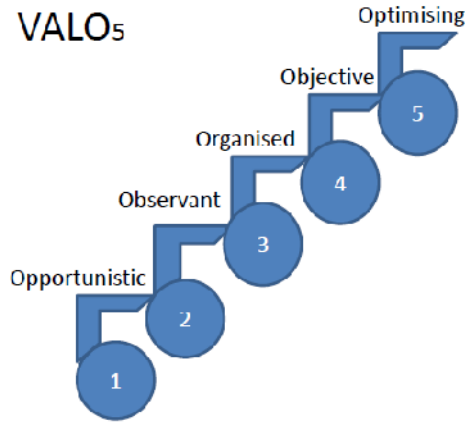 VALO5
Optimising
5
Objective
4
Organised
3
Observant
2
Opportunistic
1